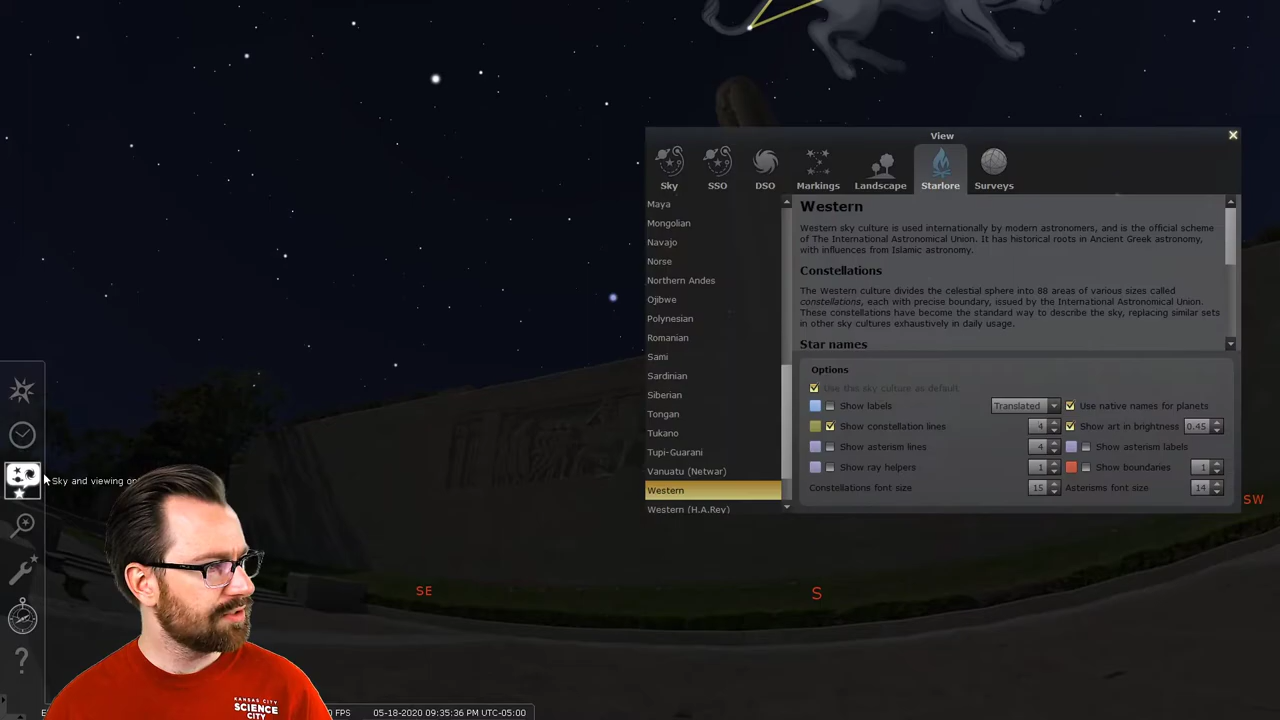 View
Sky
SSO
DSO
Markings
Landscape
Starlore
Surveys
Maya
Mongolian
Navajo
Norse
Northern Andes
Ojibwe
Polynesian
Romanian
Sami
Sardinian
Siberian
Tongan
Tukano
Tupi-Guarani
Vanuatu (Netwar)
Western
Western (H.A.Rey)
Western
Western sky culture is used internationally by modern astronomers, and is the official scheme
of The International Astronomical Union. It has historical roots in Ancient Greek astronomy,
with influences from Islamic astronomy.
Constellations
The Western culture divides the celestial sphere into 88 areas of various sizes called
constellations, each with precise boundary, issued by the International Astronomical Union.
These constellations have become the standard way to describe the sky, replacing similar sets
in other sky cultures exhaustively in daily usage.
Star names
Options
Use this sky culture as default
Show labels
Translated
Use native names for planets
Show constellation lines
4
Show art in brightness
0.45
Show asterism lines
4
Show asterism labels
Show ray helpers
1
Show boundaries
1
Constellations font size
15
Asterisms font size
14
SW
Sky and viewing
SE
S
?
KANSAS CITY
SCIENCE
CITY
FPS
05-18-2020 09:35:36 PM UTC-05:00